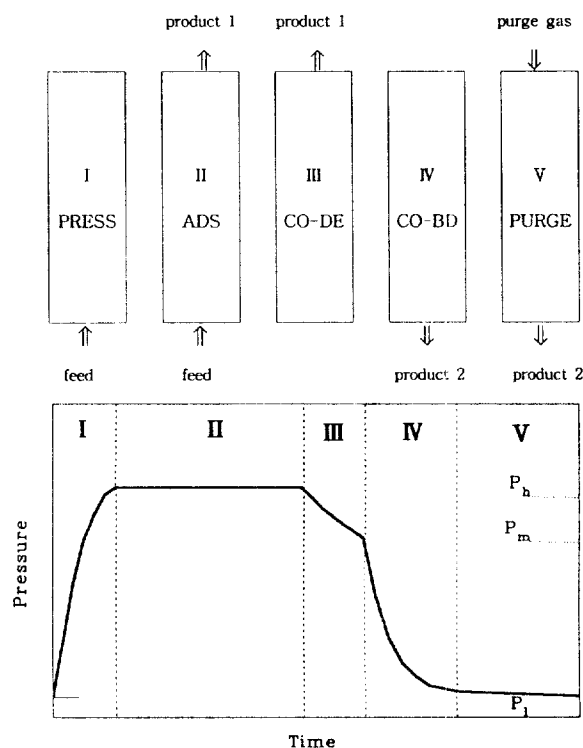 product 1 product 1 purge gas
I II III IV V
PRESS ADS CO-DE CO-BD PURGE
feed feed product 2 product 2
I II III IV V
P_h
P_m
P_l
Pressure
Time